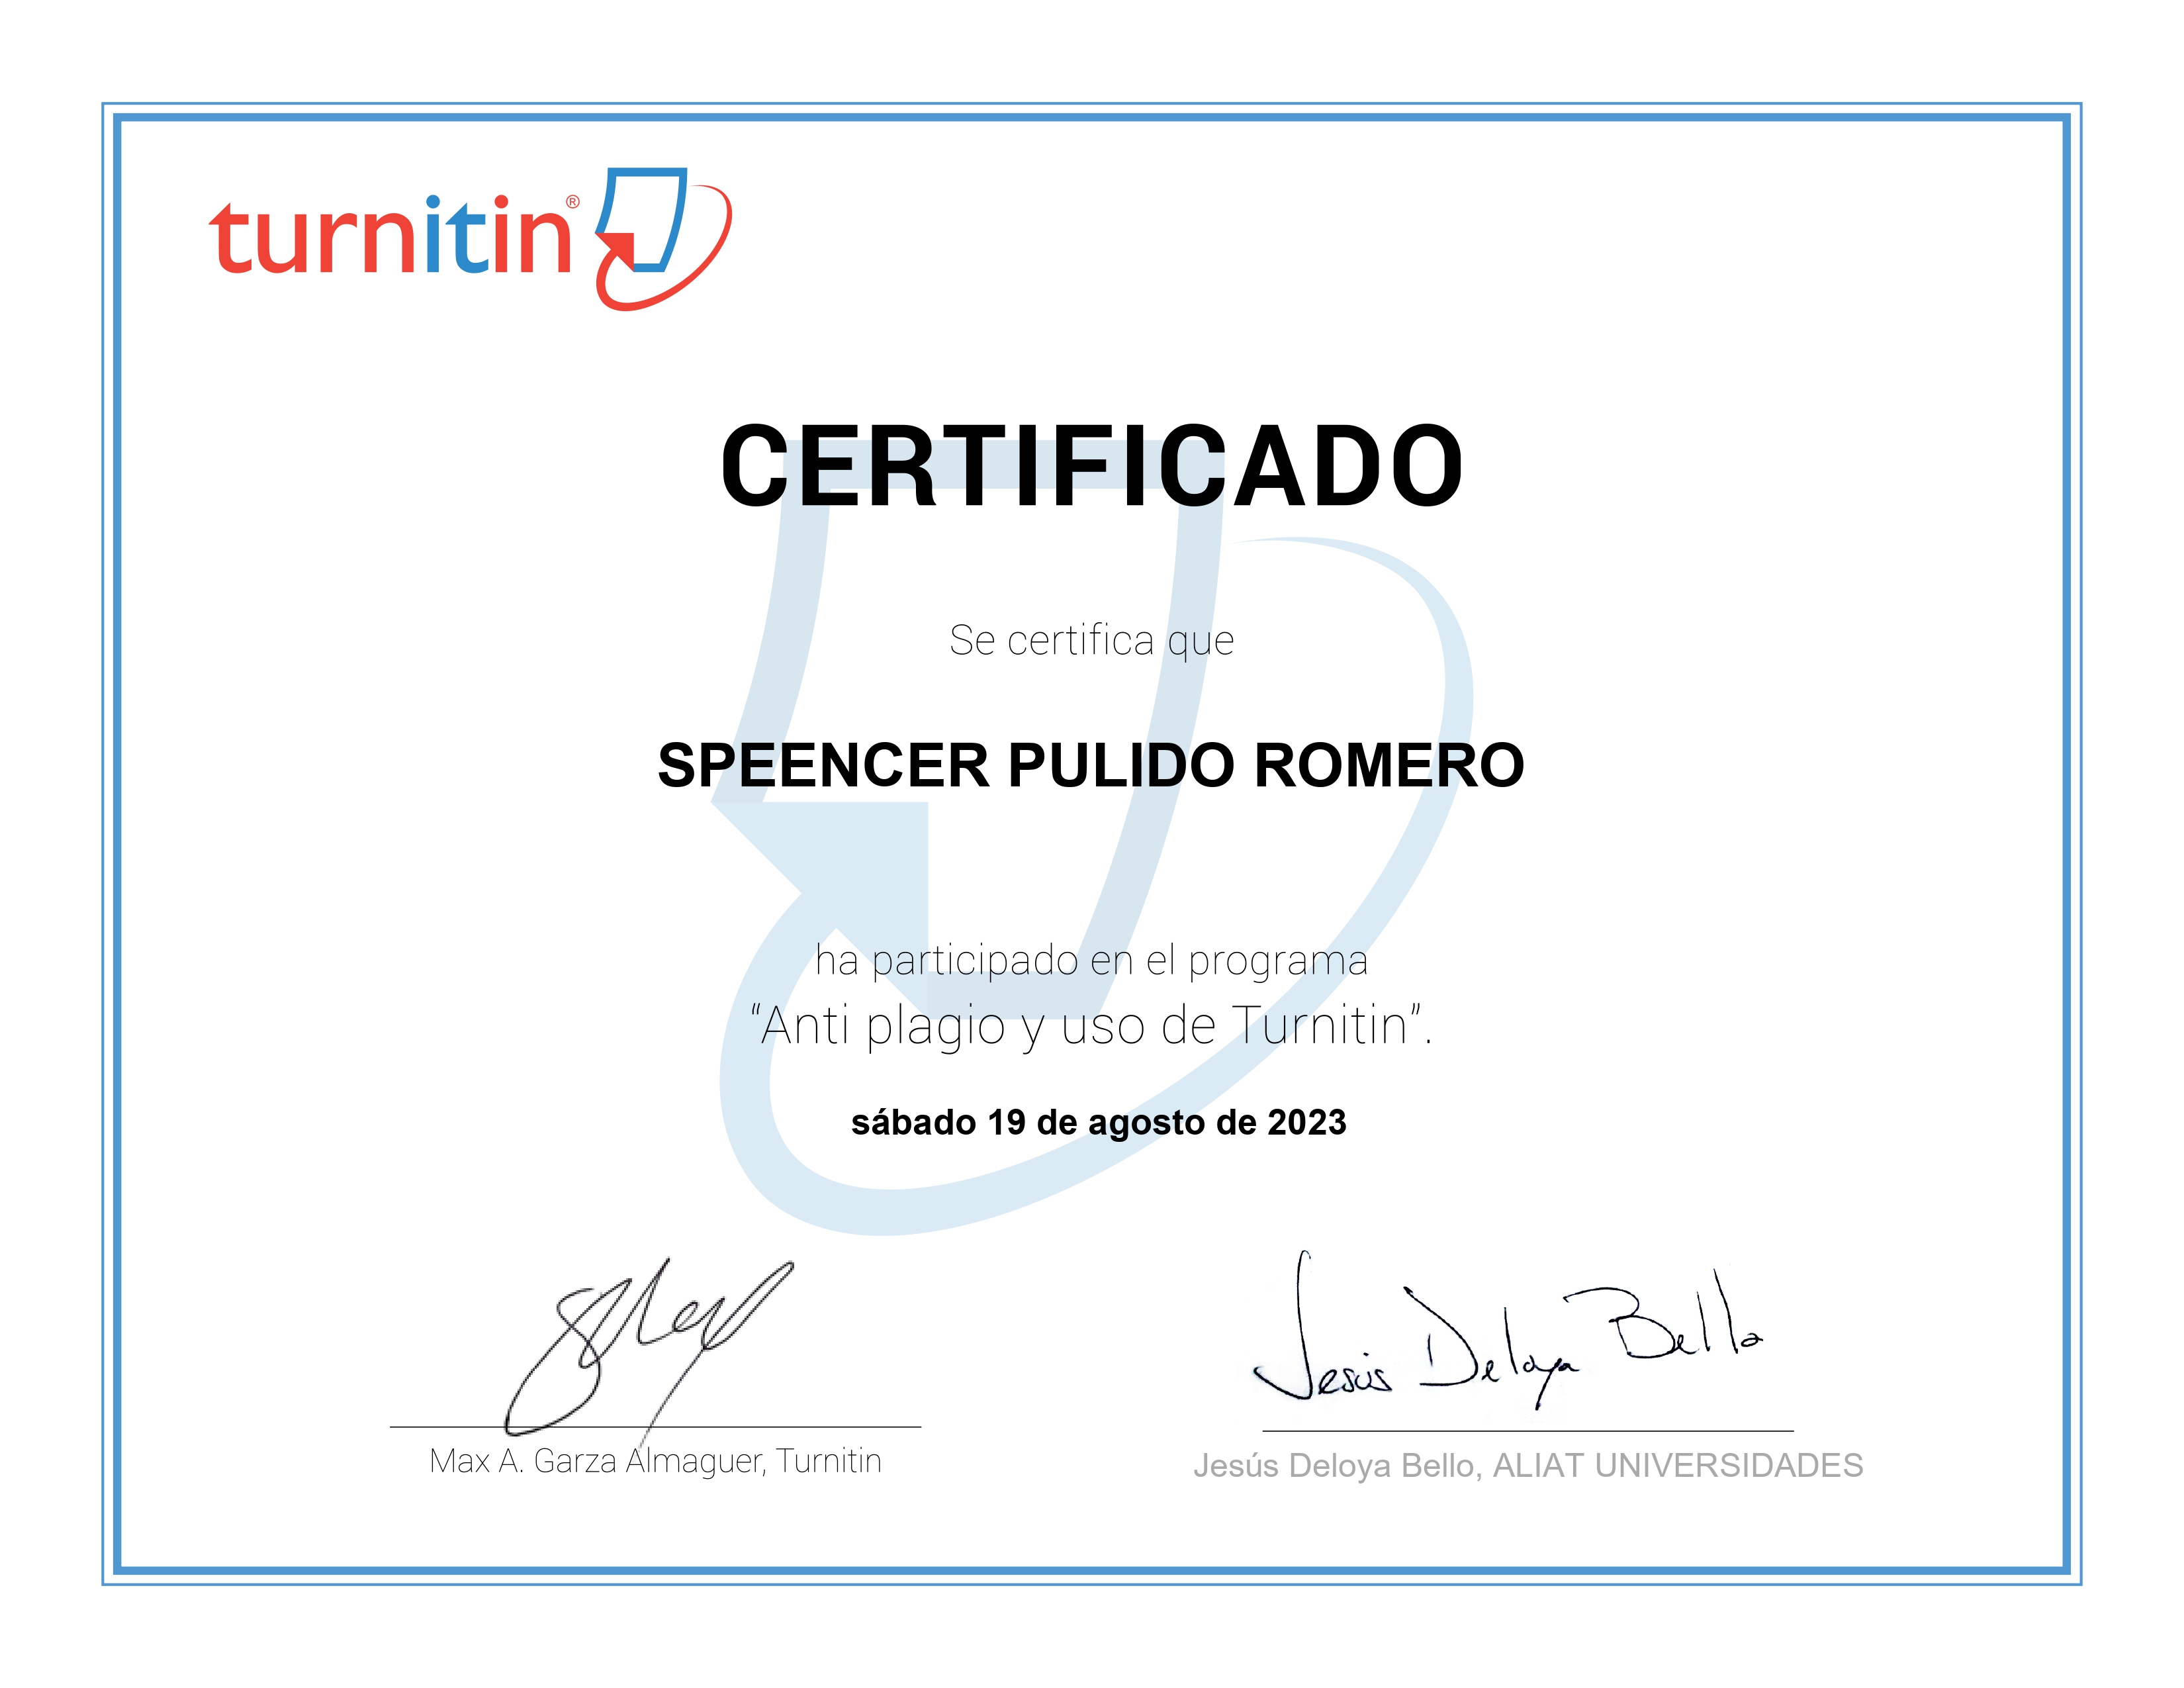 turnitin®
CERTIFICADO
Se certifica que
SPEENCER PULIDO ROMERO
ha participado en el programa
“Anti plagio y uso de Turnitin”.
sábado 19 de agosto de 2023
Jesús Deloya Bello
Max A. Garza Almaguer, Turnitin
Jesús Deloya Bello, ALIAT UNIVERSIDADES